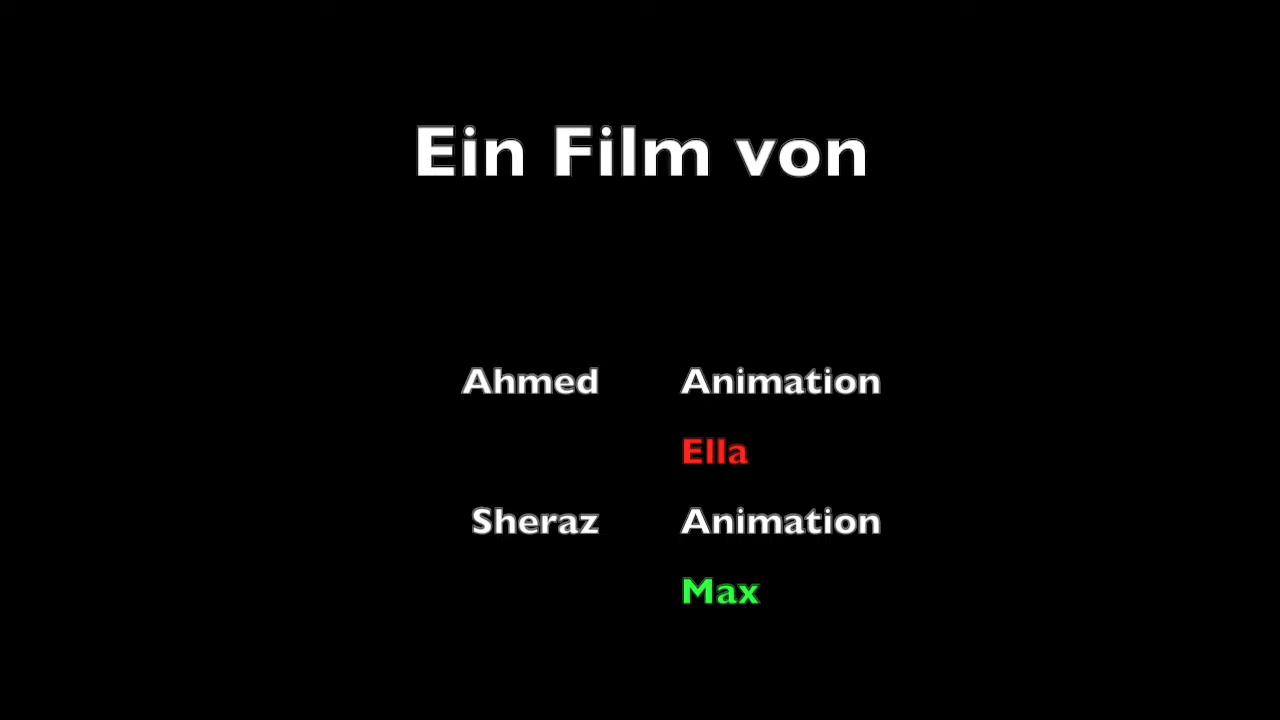 Ein Film von
Ahmed Animation
Ella
Sheraz Animation
Max